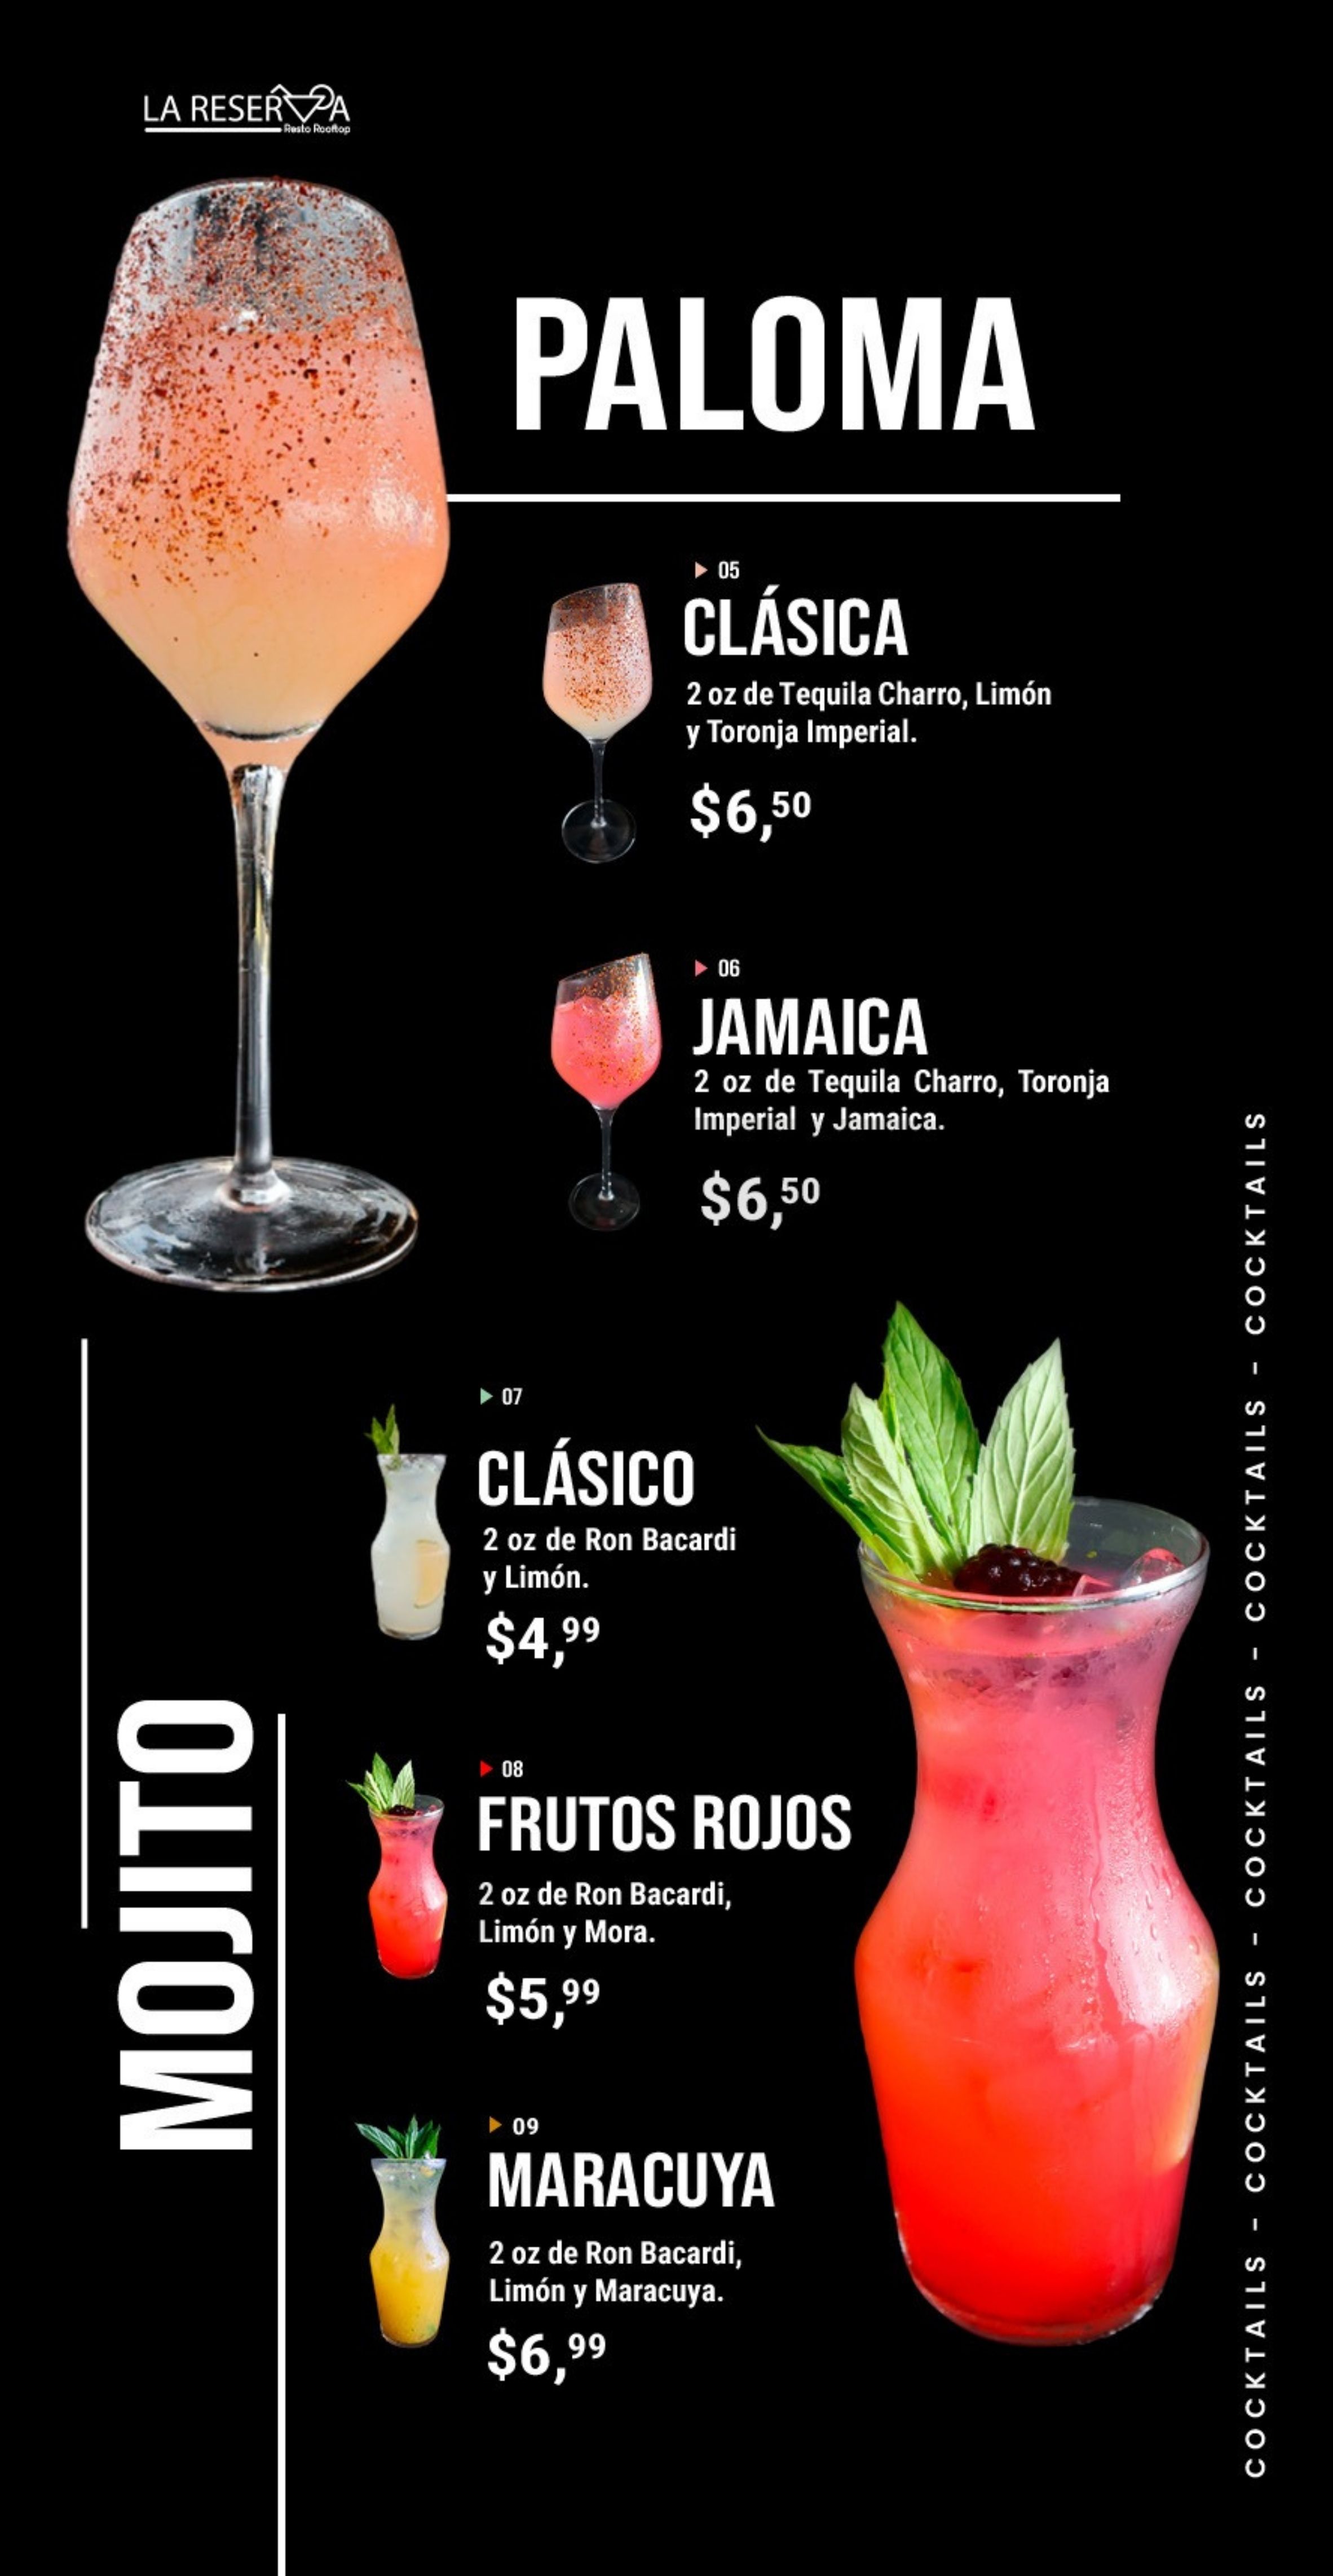 LA RESERVA
Resto Rooftop
PALOMA
05
CLÁSICA
2 oz de Tequila Charro, Limón
y Toronja Imperial.
$6,50
06
JAMAICA
2 oz de Tequila Charro, Toronja
Imperial y Jamaica.
$6,50
MOJITO
07
CLÁSICO
2 oz de Ron Bacardi
y Limón.
$4,99
08
FRUTOS ROJOS
2 oz de Ron Bacardi,
Limón y Mora.
$5,99
09
MARACUYA
2 oz de Ron Bacardi,
Limón y Maracuya.
$6,99
COCKTAILS - COCKTAILS - COCKTAILS - COCKTAILS - COCKTAILS